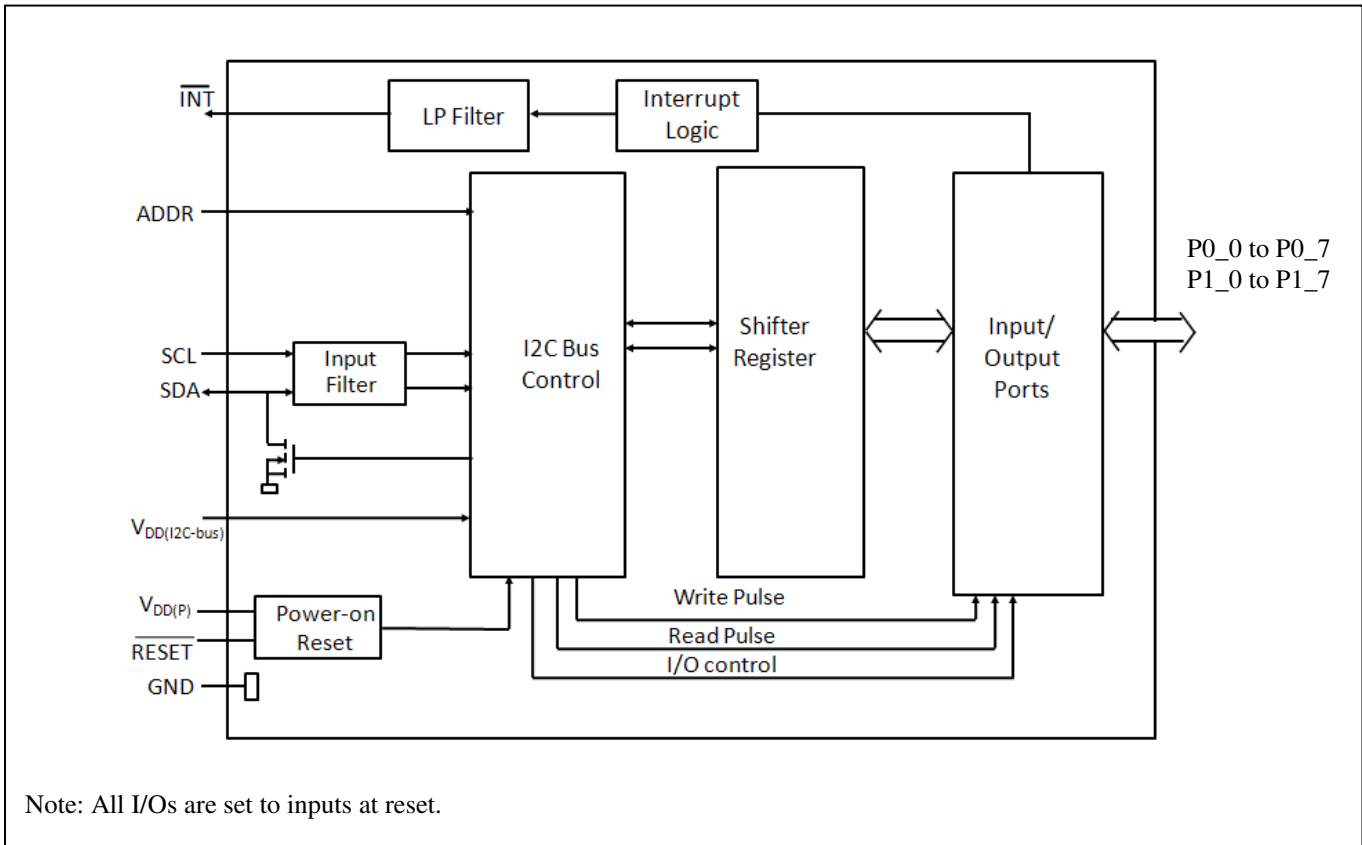 INT
LP Filter
Interrupt
Logic
ADDR
P0_0 to P0_7
P1_0 to P1_7
SCL
SDA
Input
Filter
I2C Bus
Control
Shifter
Register
Input/
Output
Ports
VDD(I2C-bus)
VDD(P)
RESET
GND
Power-on
Reset
Write Pulse
Read Pulse
I/O control
Note: All I/Os are set to inputs at reset.